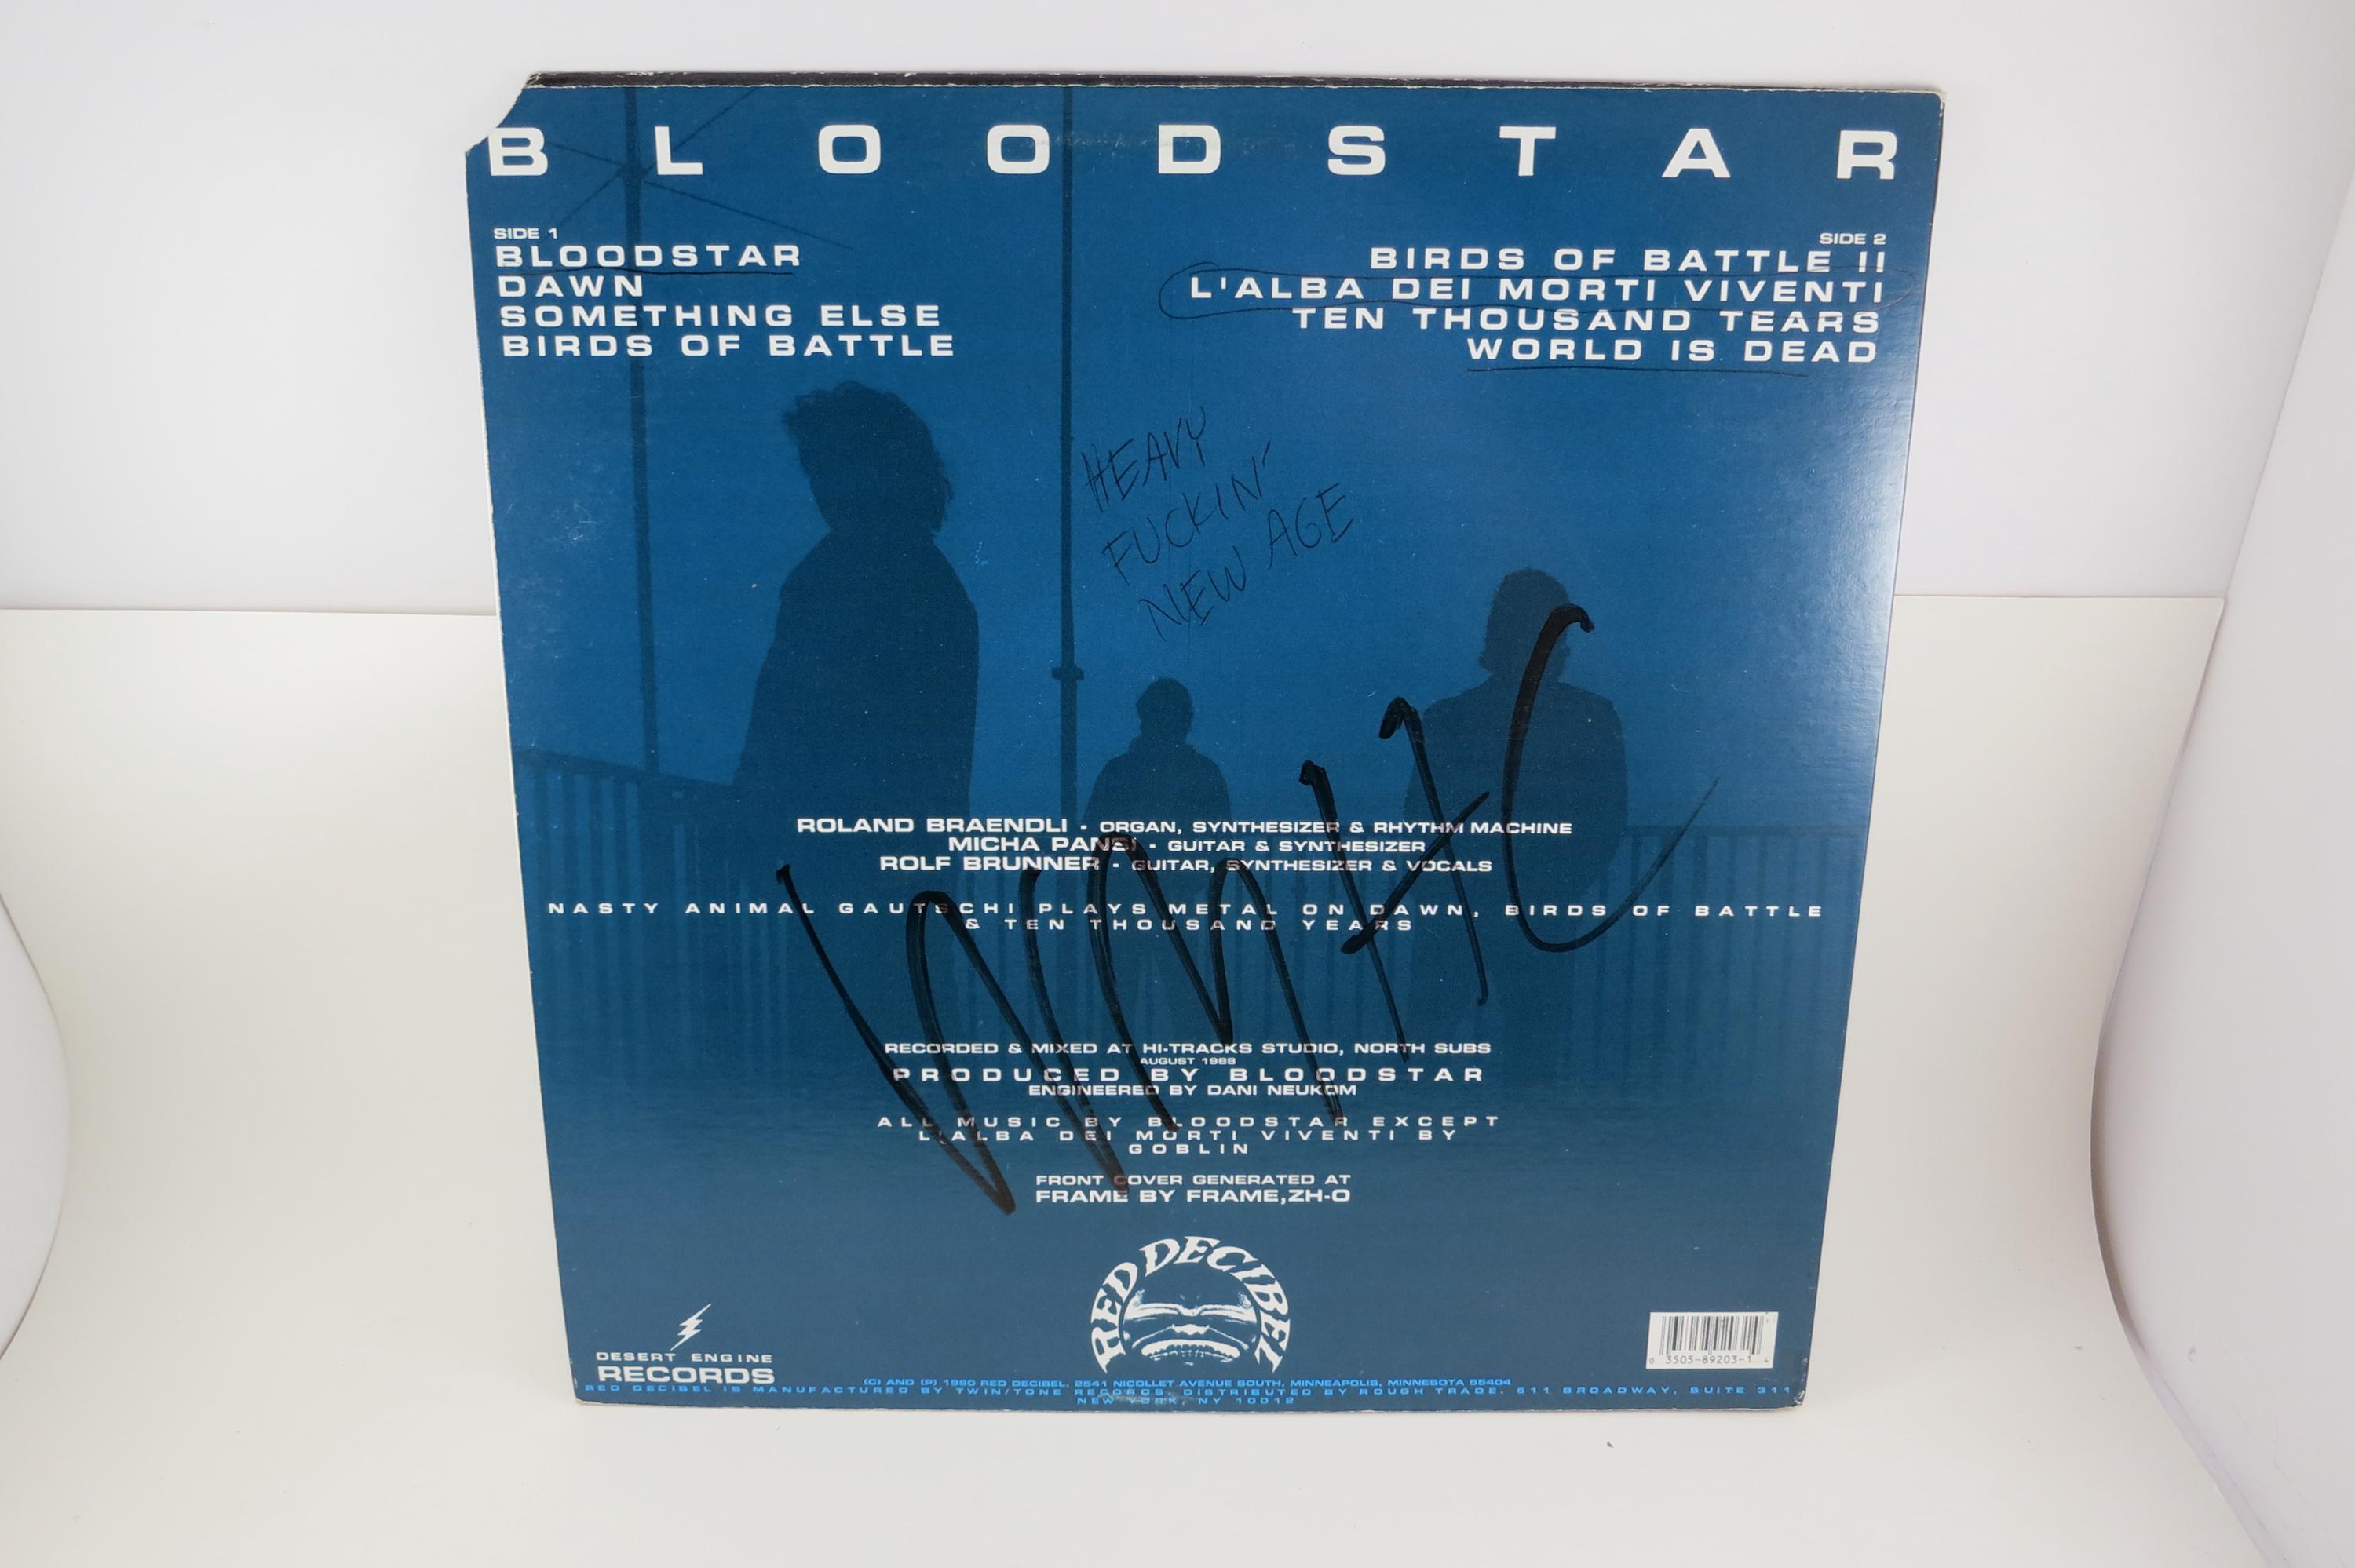 BLOODSTAR
SIDE 1
BLOODSTAR
DAWN
SOMETHING ELSE
BIRDS OF BATTLE
SIDE 2
BIRDS OF BATTLE II
L'ALBA DEI MORTI VIVENTI
TEN THOUSAND TEARS
WORLD IS DEAD
HEAVY
FUCKIN'
NEW AGE
WMHC
ROLAND BRAENDLI - ORGAN, SYNTHESIZER & RHYTHM MACHINE
MICHA PANSI - GUITAR & SYNTHESIZER
ROLF BRUNNER - GUITAR, SYNTHESIZER & VOCALS
NASTY ANIMAL GAUTSCHI PLAYS METAL ON DAWN, BIRDS OF BATTLE
& TEN THOUSAND YEARS
RECORDED & MIXED AT HI-TRACKS STUDIO, NORTH SUBS
AUGUST 1988
PRODUCED BY BLOODSTAR
ENGINEERED BY DANI NEUKOM
ALL MUSIC BY BLOODSTAR EXCEPT
L'ALBA DEI MORTI VIVENTI BY
GOBLIN
FRONT COVER GENERATED AT
FRAME BY FRAME,ZH-O
RED DECIBEL
DESERT ENGINE
RECORDS
0 3505-89203-1 4
(C) AND (P) 1990 RED DECIBEL, 2541 NICOLLET AVENUE SOUTH, MINNEAPOLIS, MINNESOTA 55404
RED DECIBEL IS MANUFACTURED BY TWIN/TONE RECORDS. DISTRIBUTED BY ROUGH TRADE, 611 BROADWAY, SUITE 311,
NEW YORK, NY 10012